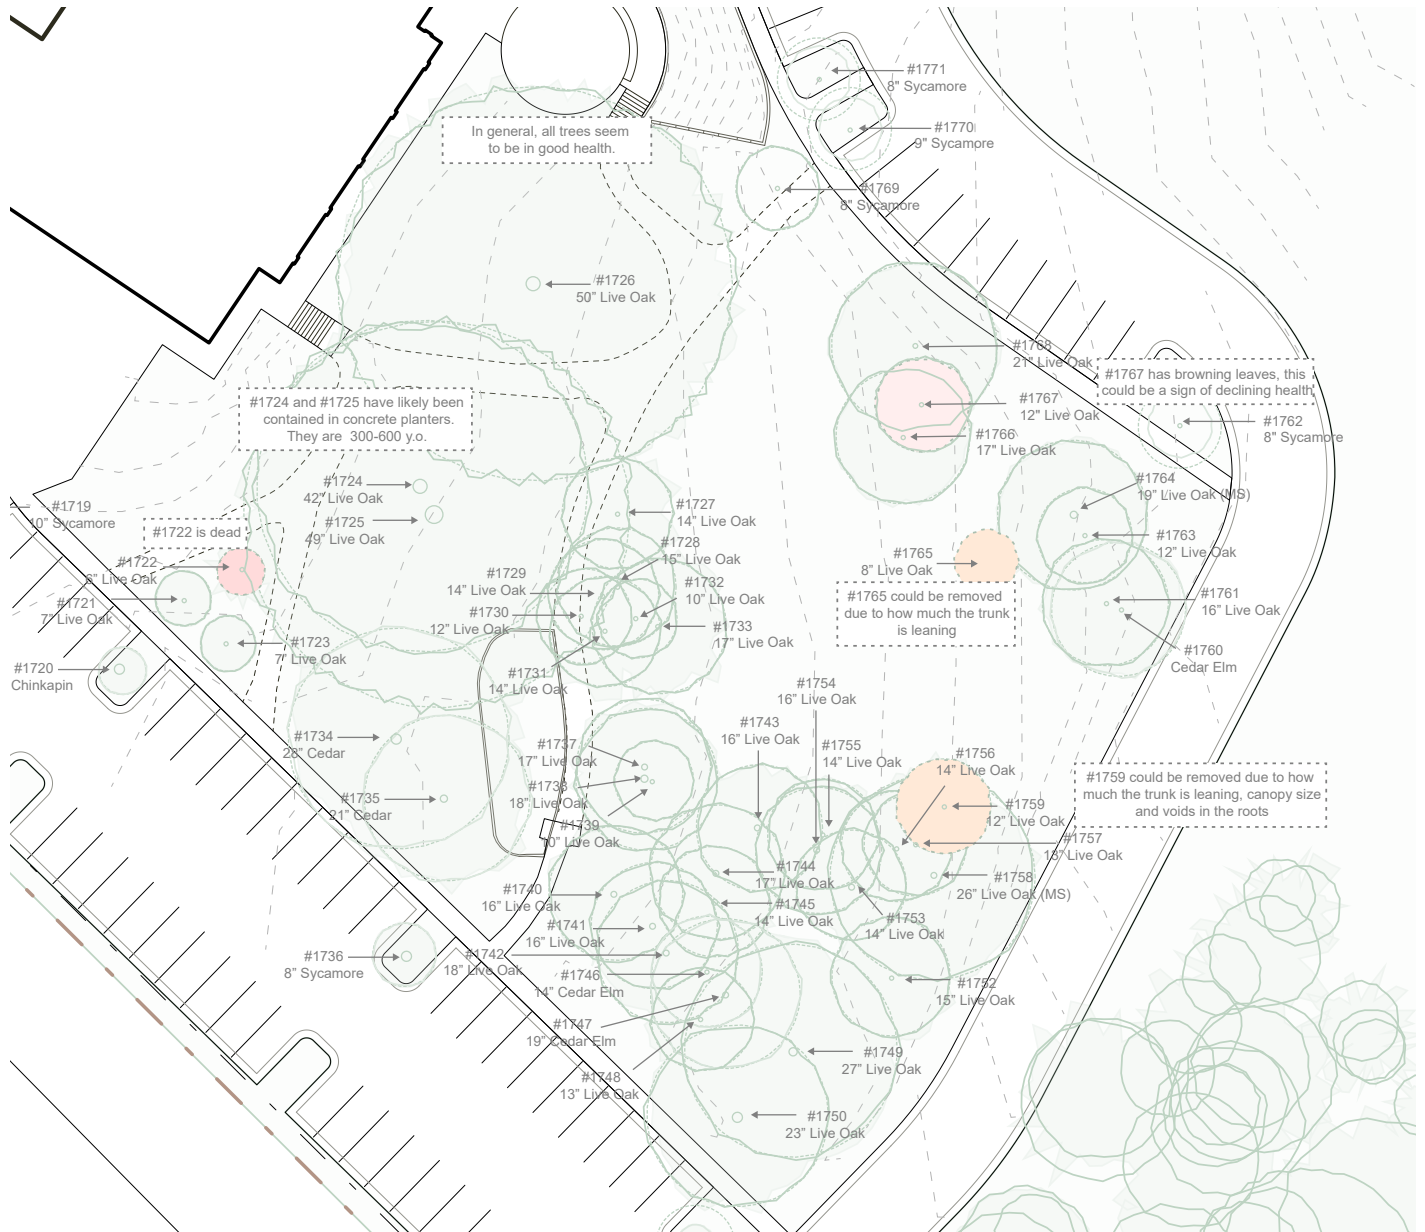 #1771
8" Sycamore
In general, all trees seem
to be in good health.
#1770
9" Sycamore
#1769
8" Sycamore
#1726
50” Live Oak
#1768
21" Live Oak
#1767 has browning leaves, this
could be a sign of declining health
#1767
12" Live Oak
#1762
8" Sycamore
#1766
17" Live Oak
#1724 and #1725 have likely been
contained in concrete planters.
They are 300-600 y.o.
#1724
42" Live Oak
#1725
49" Live Oak
#1764
19" Live Oak (MS)
#1763
12" Live Oak
#1719
10” Sycamore
#1722 is dead
#1727
14” Live Oak
#1728
15” Live Oak
#1722
6” Live Oak
#1765
8" Live Oak
#1765 could be removed
due to how much the trunk
is leaning
#1729
14” Live Oak
#1732
10” Live Oak
#1721
7” Live Oak
#1730
12” Live Oak
#1733
17” Live Oak
#1761
16" Live Oak
#1723
7” Live Oak
#1760
Cedar Elm
#1720
Chinkapin
#1731
14” Live Oak
#1754
16” Live Oak
#1734
28” Cedar
#1737
17” Live Oak
#1743
16” Live Oak
#1755
14” Live Oak
#1756
14” Live Oak
#1738
18” Live Oak
#1735
21” Cedar
#1759 could be removed due to how
much the trunk is leaning, canopy size
and voids in the roots
#1759
12” Live Oak
#1739
10” Live Oak
#1757
13” Live Oak
#1744
17” Live Oak
#1758
26” Live Oak (MS)
#1740
16” Live Oak
#1745
14” Live Oak
#1753
14” Live Oak
#1741
16” Live Oak
#1736
8” Sycamore
#1742
18” Live Oak
#1746
14” Cedar Elm
#1752
15” Live Oak
#1747
19” Cedar Elm
#1749
27” Live Oak
#1748
13” Live Oak
#1750
23” Live Oak